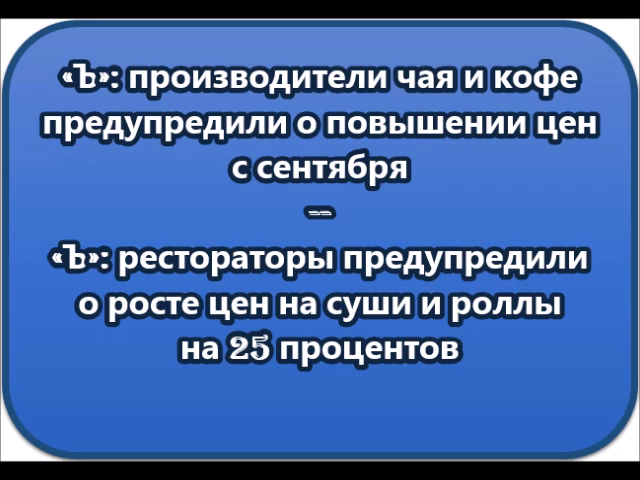 «Ъ»: производители чая и кофе
предупредили о повышении цен
с сентября
--
«Ъ»: рестораторы предупредили
о росте цен на суши и роллы
на 25 процентов